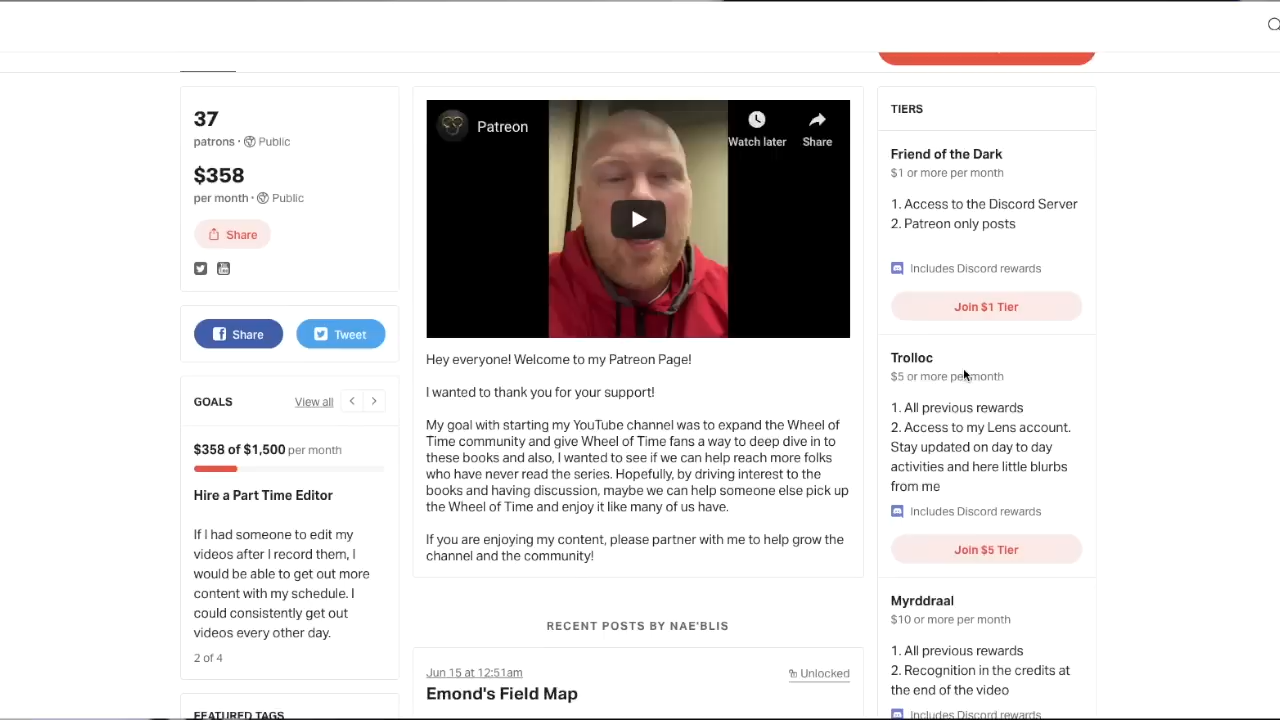 37
patrons · Public
$358
per month · Public
Share
Share
Tweet
GOALS
View all
$358 of $1,500 per month
Hire a Part Time Editor
If I had someone to edit my
videos after I record them, I
would be able to get out more
content with my schedule. I
could consistently get out
videos every other day.
2 of 4
FEATURED TAGS
Patreon
Watch later
Share
Hey everyone! Welcome to my Patreon Page!
I wanted to thank you for your support!
My goal with starting my YouTube channel was to expand the Wheel of
Time community and give Wheel of Time fans a way to deep dive in to
these books and also, I wanted to see if we can help reach more folks
who have never read the series. Hopefully, by driving interest to the
books and having discussion, maybe we can help someone else pick up
the Wheel of Time and enjoy it like many of us have.
If you are enjoying my content, please partner with me to help grow the
channel and the community!
RECENT POSTS BY NAE'BLIS
Jun 15 at 12:51am
Unlocked
Emond's Field Map
TIERS
Friend of the Dark
$1 or more per month
1. Access to the Discord Server
2. Patreon only posts
Includes Discord rewards
Join $1 Tier
Trolloc
$5 or more per month
1. All previous rewards
2. Access to my Lens account.
Stay updated on day to day
activities and here little blurbs
from me
Includes Discord rewards
Join $5 Tier
Myrddraal
$10 or more per month
1. All previous rewards
2. Recognition in the credits at
the end of the video
Includes Discord rewards